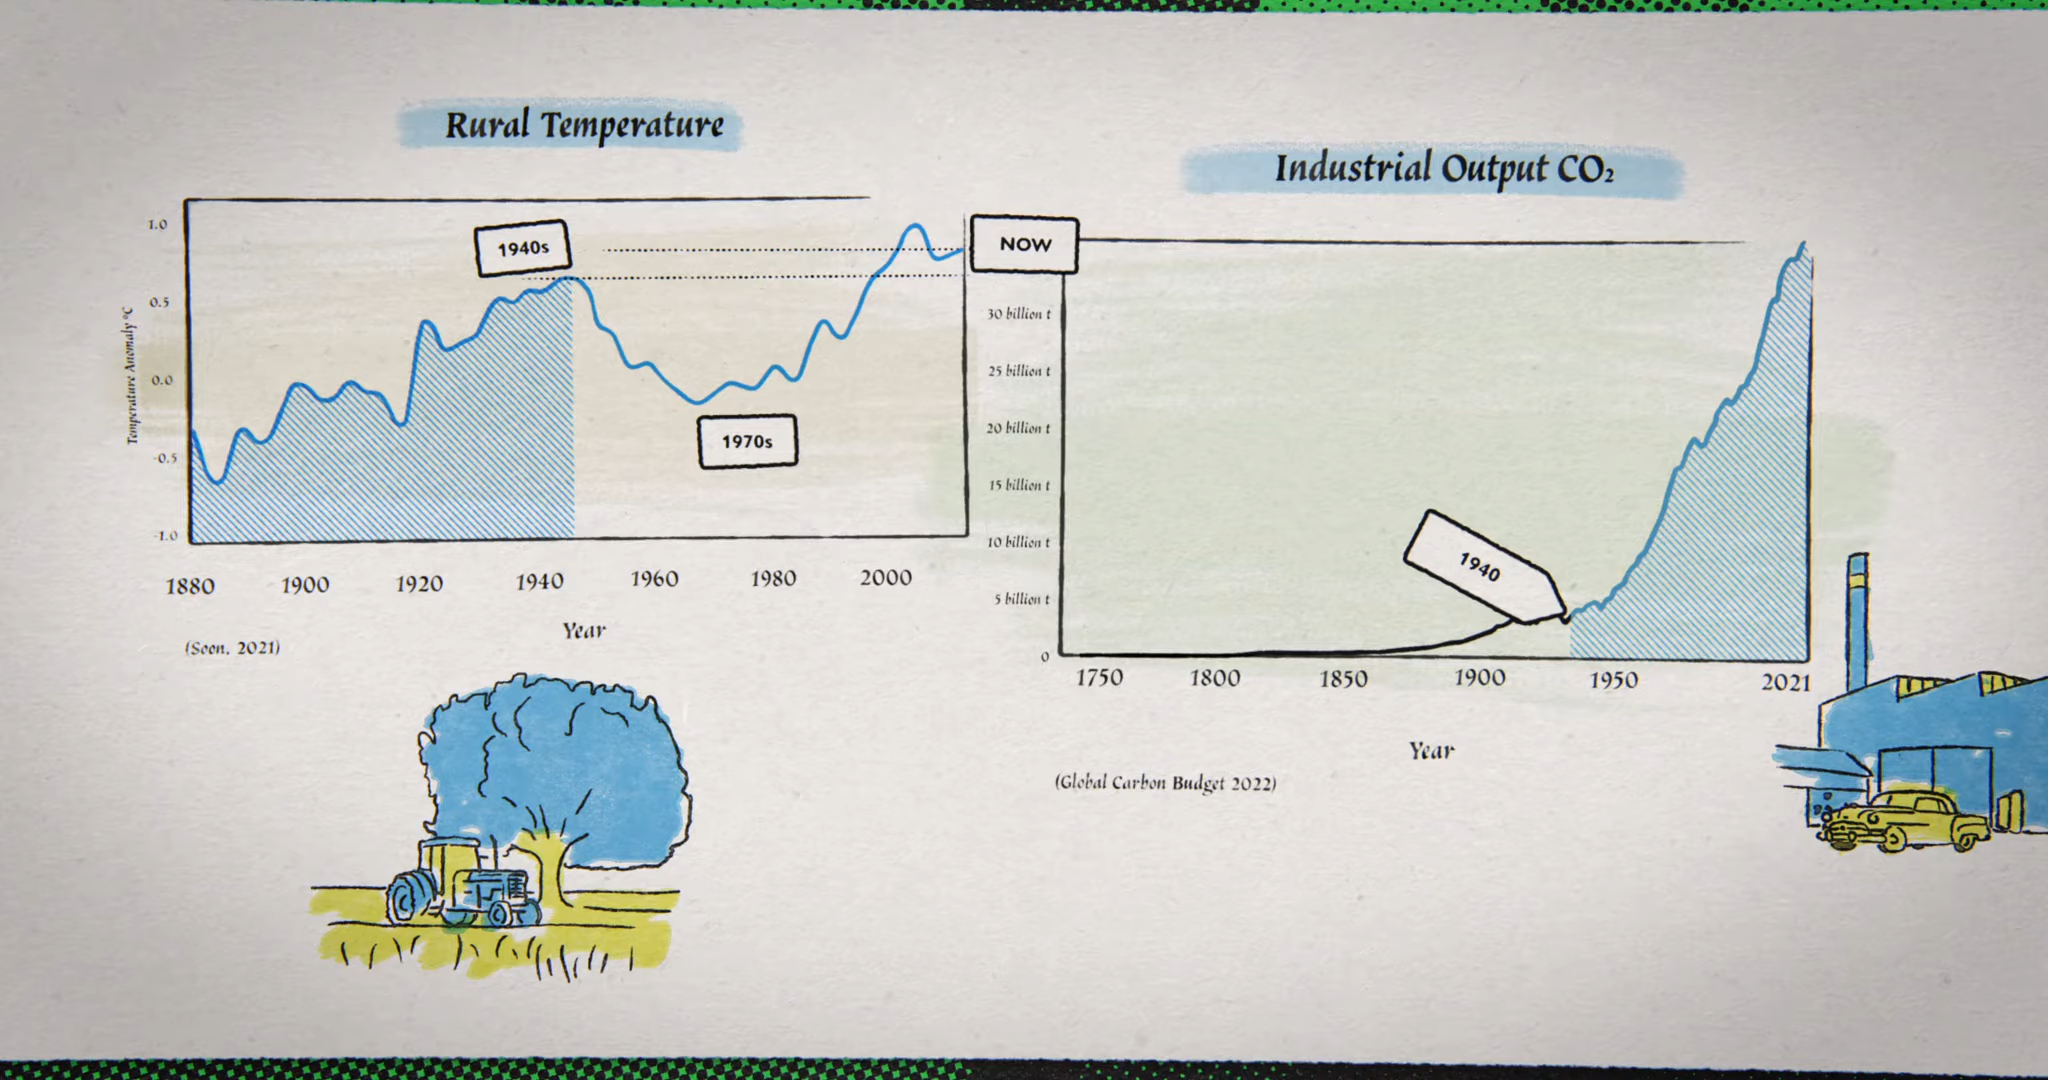 Rural Temperature
Temperature Anomaly °C
1.0
0.5
0.0
-0.5
-1.0
1940s
1970s
NOW
1880 1900 1920 1940 1960 1980 2000
Year
(Soon, 2021)
Industrial Output CO₂
30 billion t
25 billion t
20 billion t
15 billion t
10 billion t
5 billion t
0
1940
1750 1800 1850 1900 1950 2021
Year
(Global Carbon Budget 2022)